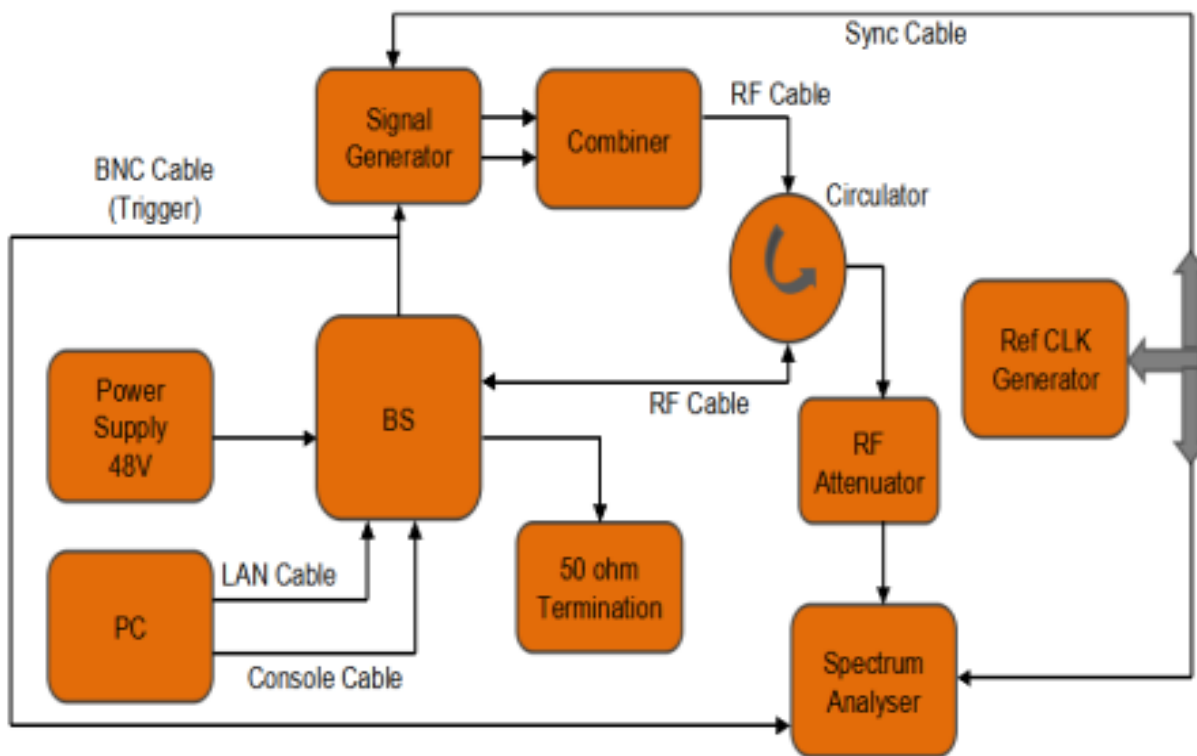 Sync Cable
Signal
Generator
Combiner
RF Cable
BNC Cable
(Trigger)
Circulator
Power
Supply
48V
BS
RF Cable
Ref CLK
Generator
RF
Attenuator
PC
LAN Cable
Console Cable
50 ohm
Termination
Spectrum
Analyser